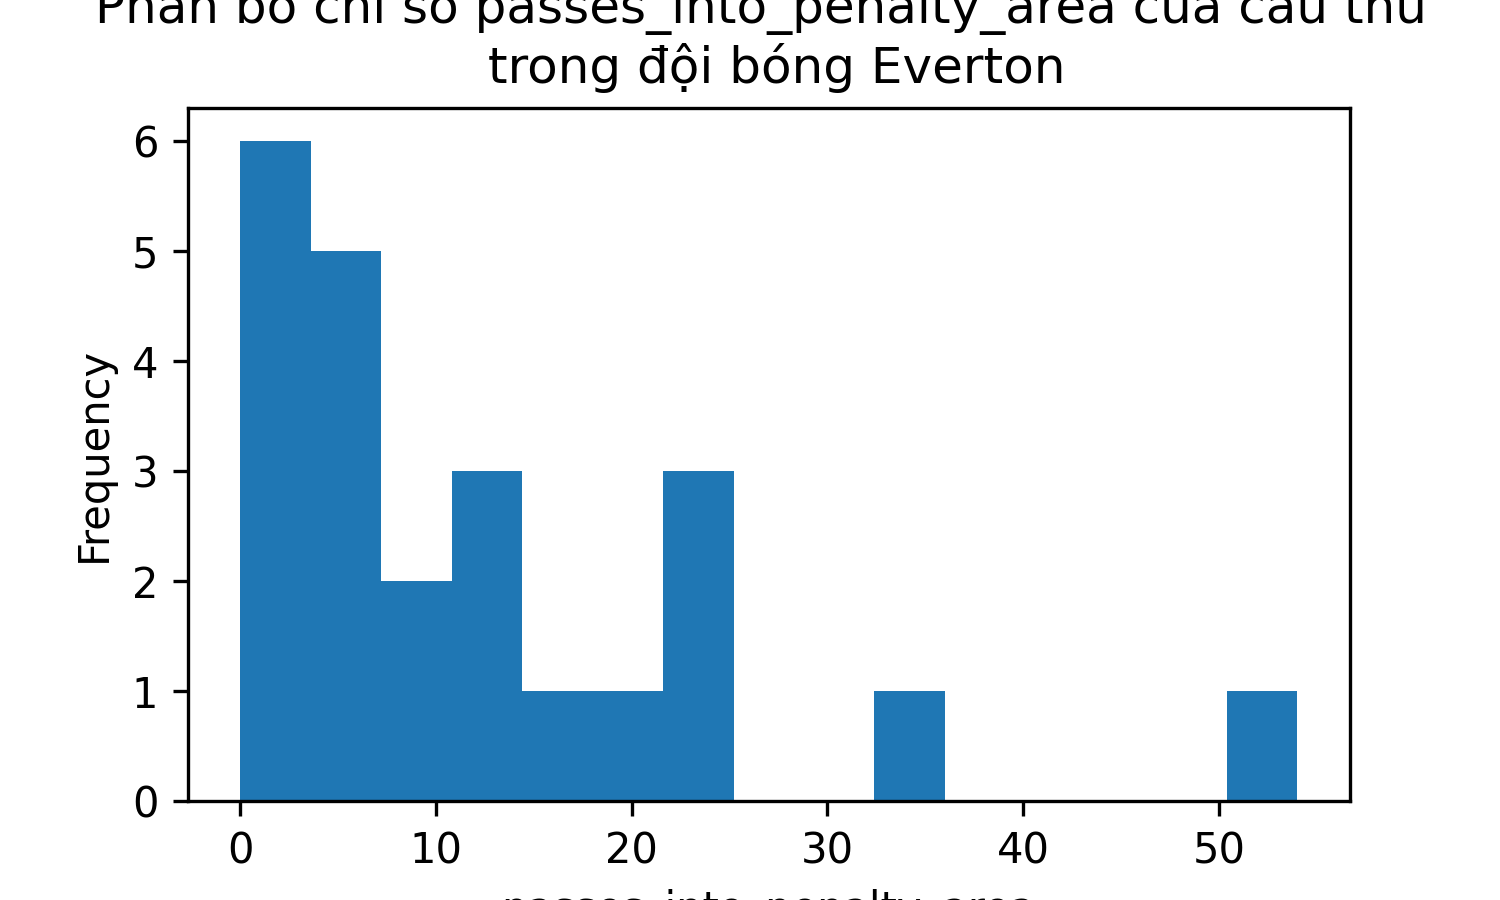 Phân bố chỉ số passes_into_penalty_area của cầu thủ
trong đội bóng Everton
6
5
4
3
2
1
0
Frequency
0 10 20 30 40 50
passes_into_penalty_area